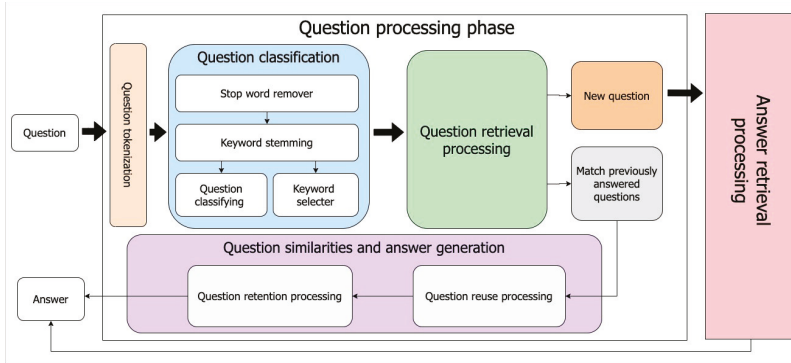 Question processing phase
Question
Question tokenization
Question classification
Stop word remover
Keyword stemming
Question
classifying
Keyword
selecter
Question retrieval
processing
New question
Match previously
answered
questions
Answer retrieval
processing
Question similarities and answer generation
Question retention processing
Question reuse processing
Answer